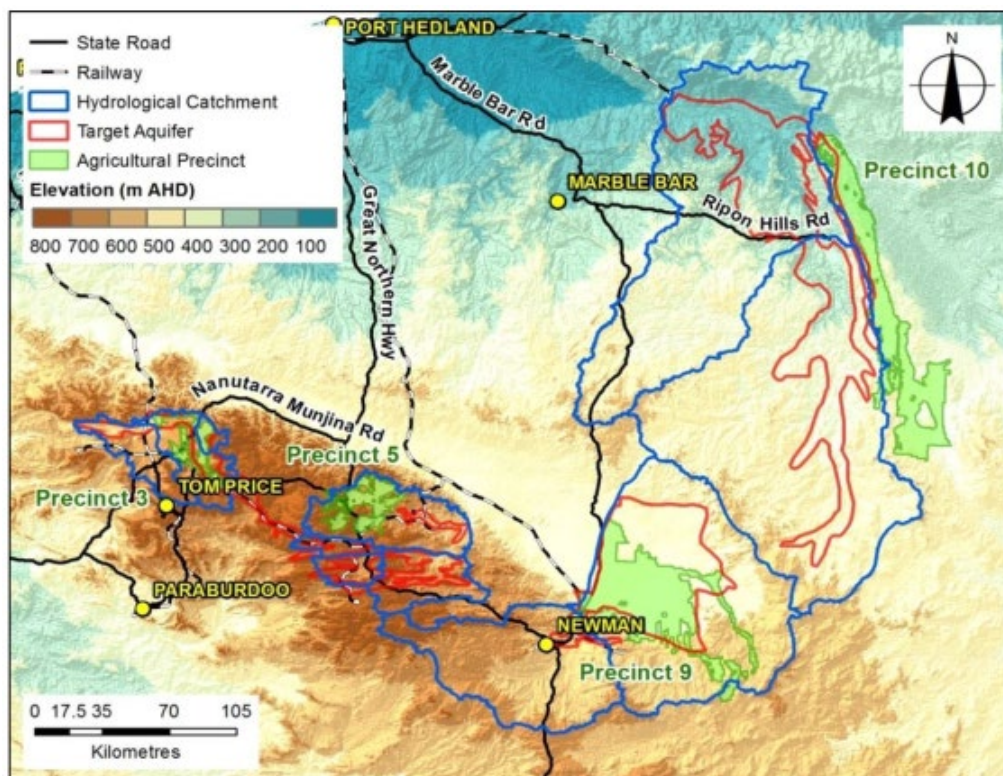 PORT HEDLAND
State Road
Railway
Hydrological Catchment
Target Aquifer
Agricultural Precinct
Elevation (m AHD)
800 700 600 500 400 300 200 100
N
Marble Bar Rd
Precinct 10
MARBLE BAR
Ripon Hills Rd
Great Northern Hwy
Nanutarra Munjina Rd
Precinct 5
Precinct 3
TOM PRICE
PARABURDOO
NEWMAN
Precinct 9
0 17.5 35 70 105
Kilometres